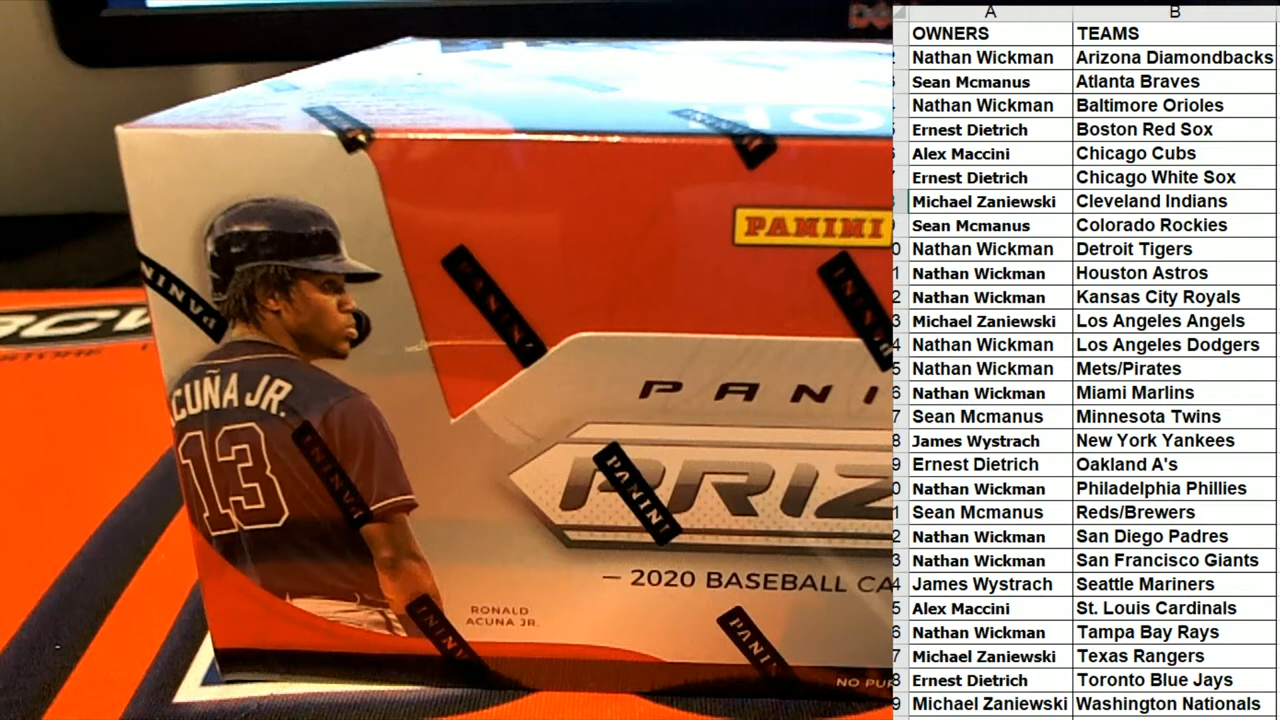 PANINI
PANINI
PANINI
PANINI
ACUÑA JR.
13
PANINI
PANINI
PANINI
— 2020 BASEBALL CA
RONALD
ACUNA JR.
PANINI
PANINI
NO PU
A B
OWNERS TEAMS
Nathan Wickman Arizona Diamondbacks
Sean Mcmanus Atlanta Braves
Nathan Wickman Baltimore Orioles
Ernest Dietrich Boston Red Sox
Alex Maccini Chicago Cubs
Ernest Dietrich Chicago White Sox
Michael Zaniewski Cleveland Indians
Sean Mcmanus Colorado Rockies
Nathan Wickman Detroit Tigers
Nathan Wickman Houston Astros
Nathan Wickman Kansas City Royals
Michael Zaniewski Los Angeles Angels
Nathan Wickman Los Angeles Dodgers
Nathan Wickman Mets/Pirates
Nathan Wickman Miami Marlins
Sean Mcmanus Minnesota Twins
James Wystrach New York Yankees
Ernest Dietrich Oakland A's
Nathan Wickman Philadelphia Phillies
Sean Mcmanus Reds/Brewers
Nathan Wickman San Diego Padres
Nathan Wickman San Francisco Giants
James Wystrach Seattle Mariners
Alex Maccini St. Louis Cardinals
Nathan Wickman Tampa Bay Rays
Michael Zaniewski Texas Rangers
Ernest Dietrich Toronto Blue Jays
Michael Zaniewski Washington Nationals